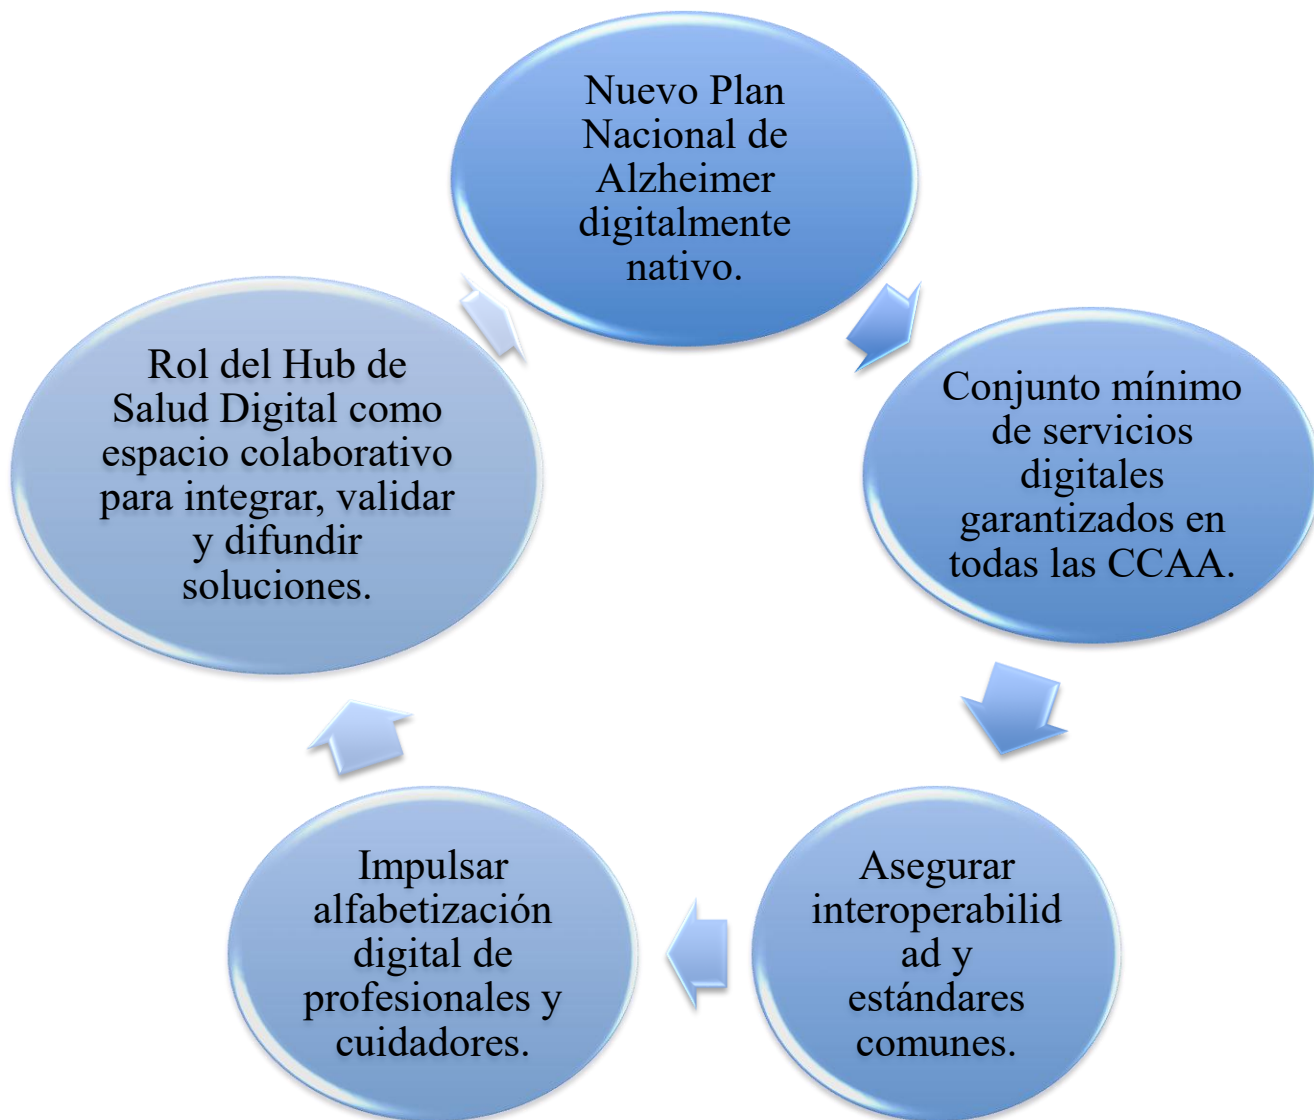 Nuevo Plan
Nacional de
Alzheimer
digitalmente
nativo.
Conjunto mínimo
de servicios
digitales
garantizados en
todas las CCAA.
Asegurar
interoperabilid
ad y
estándares
comunes.
Impulsar
alfabetización
digital de
profesionales y
cuidadores.
Rol del Hub de
Salud Digital como
espacio colaborativo
para integrar, validar
y difundir
soluciones.